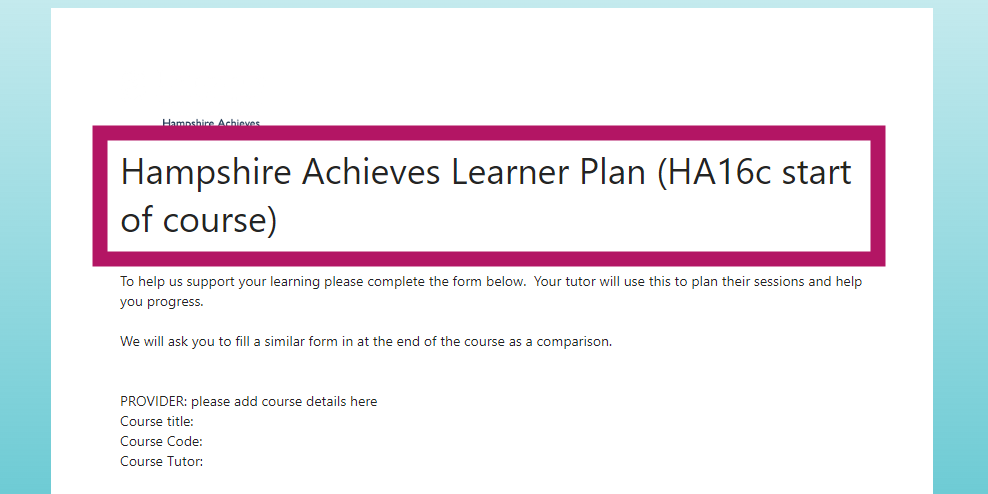 Hampshire Achieves
Hampshire Achieves Learner Plan (HA16c start
of course)
To help us support your learning please complete the form below.  Your tutor will use this to plan their sessions and help
you progress.
We will ask you to fill a similar form in at the end of the course as a comparison.
PROVIDER: please add course details here
Course title:
Course Code:
Course Tutor: